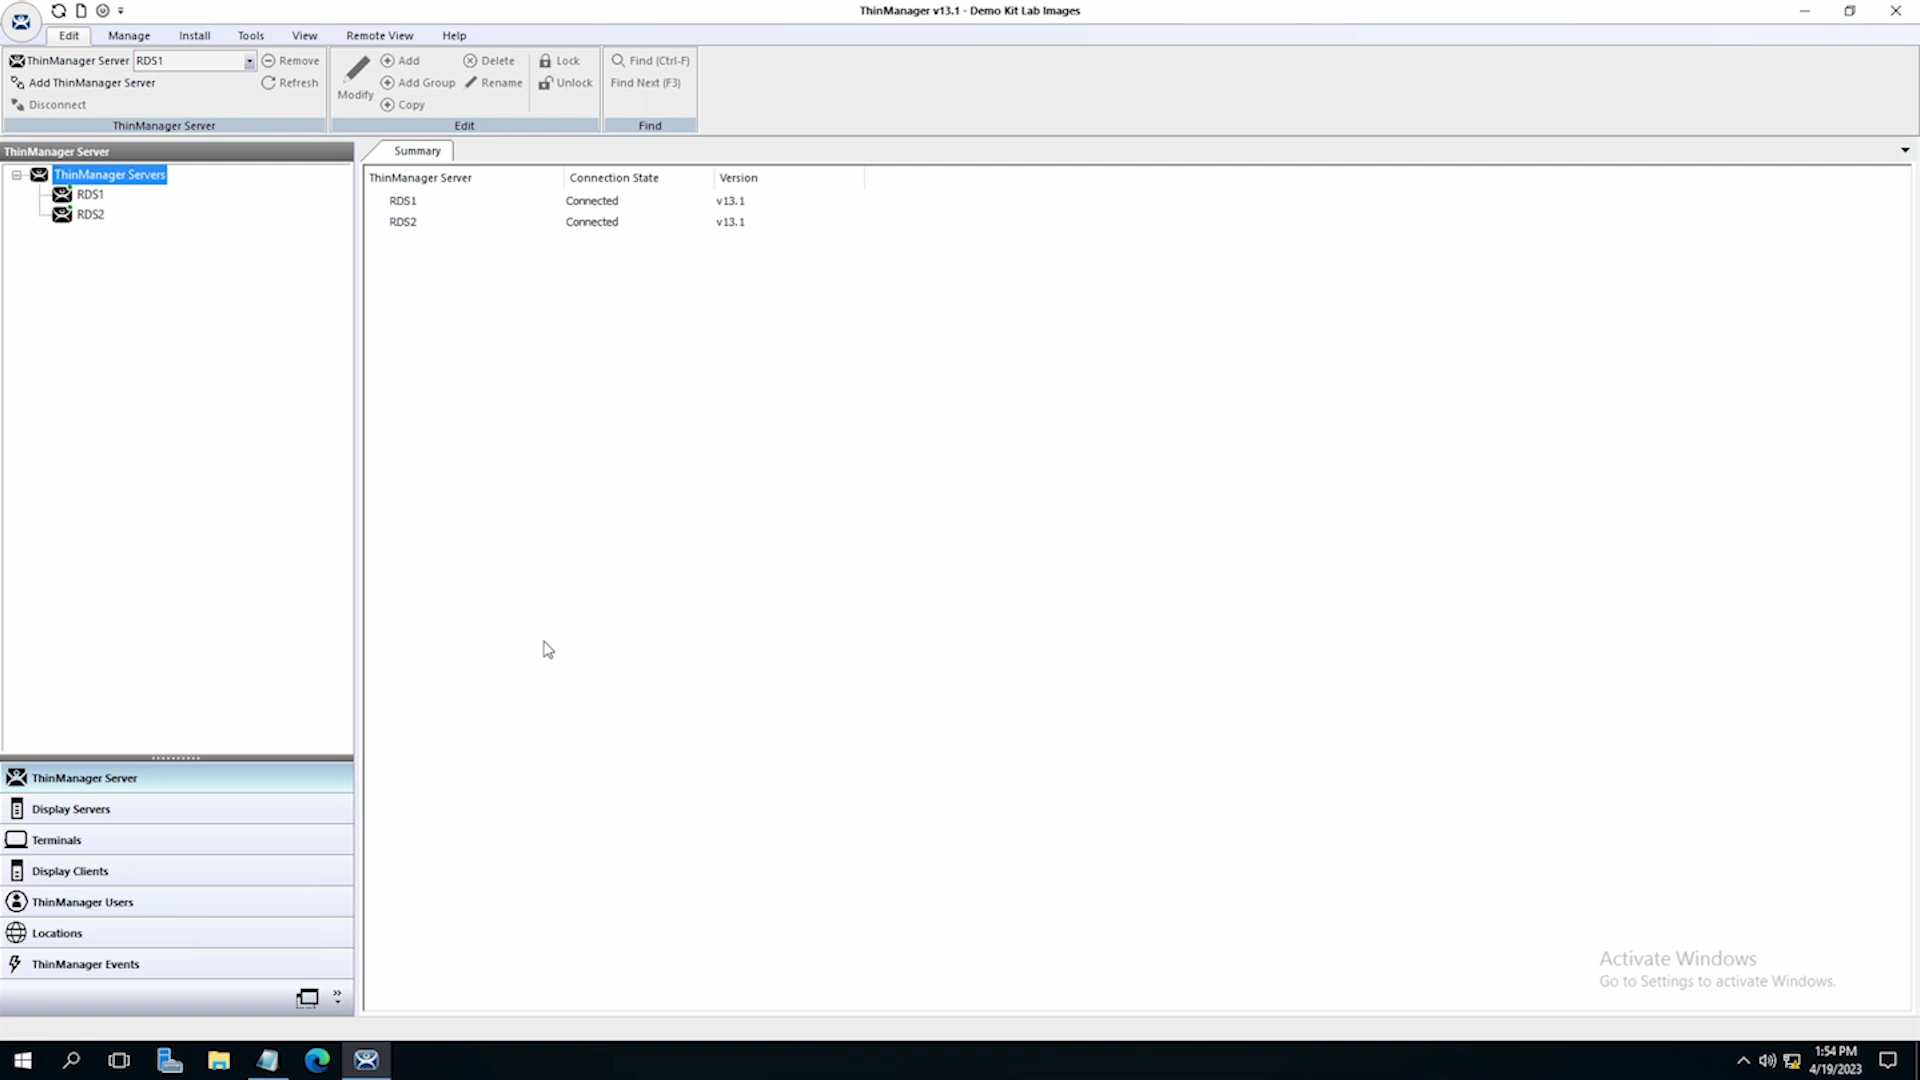 ThinManager v13.1 - Demo Kit Lab Images
Edit Manage Install Tools View Remote View Help
ThinManager Server RDS1 Remove
Add ThinManager Server Refresh
Disconnect
ThinManager Server
Modify
Add Delete Lock
Add Group Rename Unlock
Copy
Edit
Find (Ctrl-F)
Find Next (F3)
Find
ThinManager Server
ThinManager Servers
RDS1
RDS2
Summary
ThinManager Server Connection State Version
RDS1 Connected v13.1
RDS2 Connected v13.1
ThinManager Server
Display Servers
Terminals
Display Clients
ThinManager Users
Locations
ThinManager Events
Activate Windows
Go to Settings to activate Windows.
1:54 PM
4/19/2023